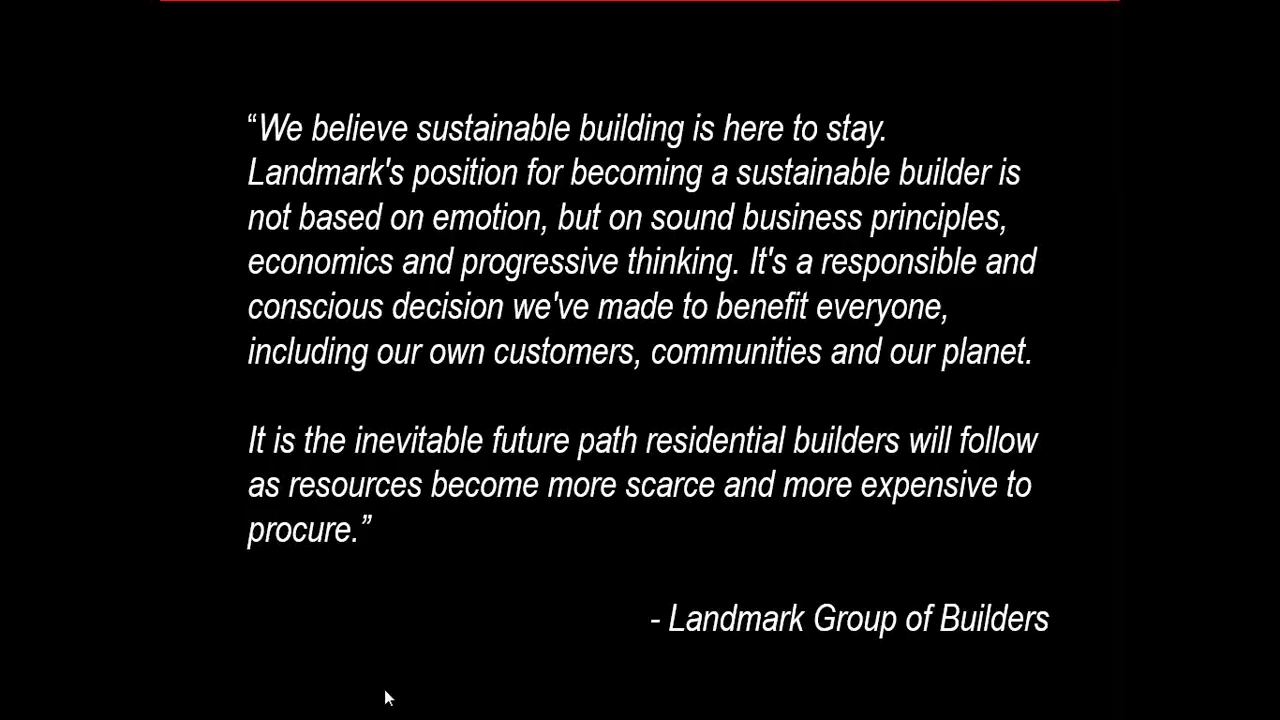 “We believe sustainable building is here to stay.
Landmark's position for becoming a sustainable builder is
not based on emotion, but on sound business principles,
economics and progressive thinking. It's a responsible and
conscious decision we've made to benefit everyone,
including our own customers, communities and our planet.
It is the inevitable future path residential builders will follow
as resources become more scarce and more expensive to
procure.”
- Landmark Group of Builders